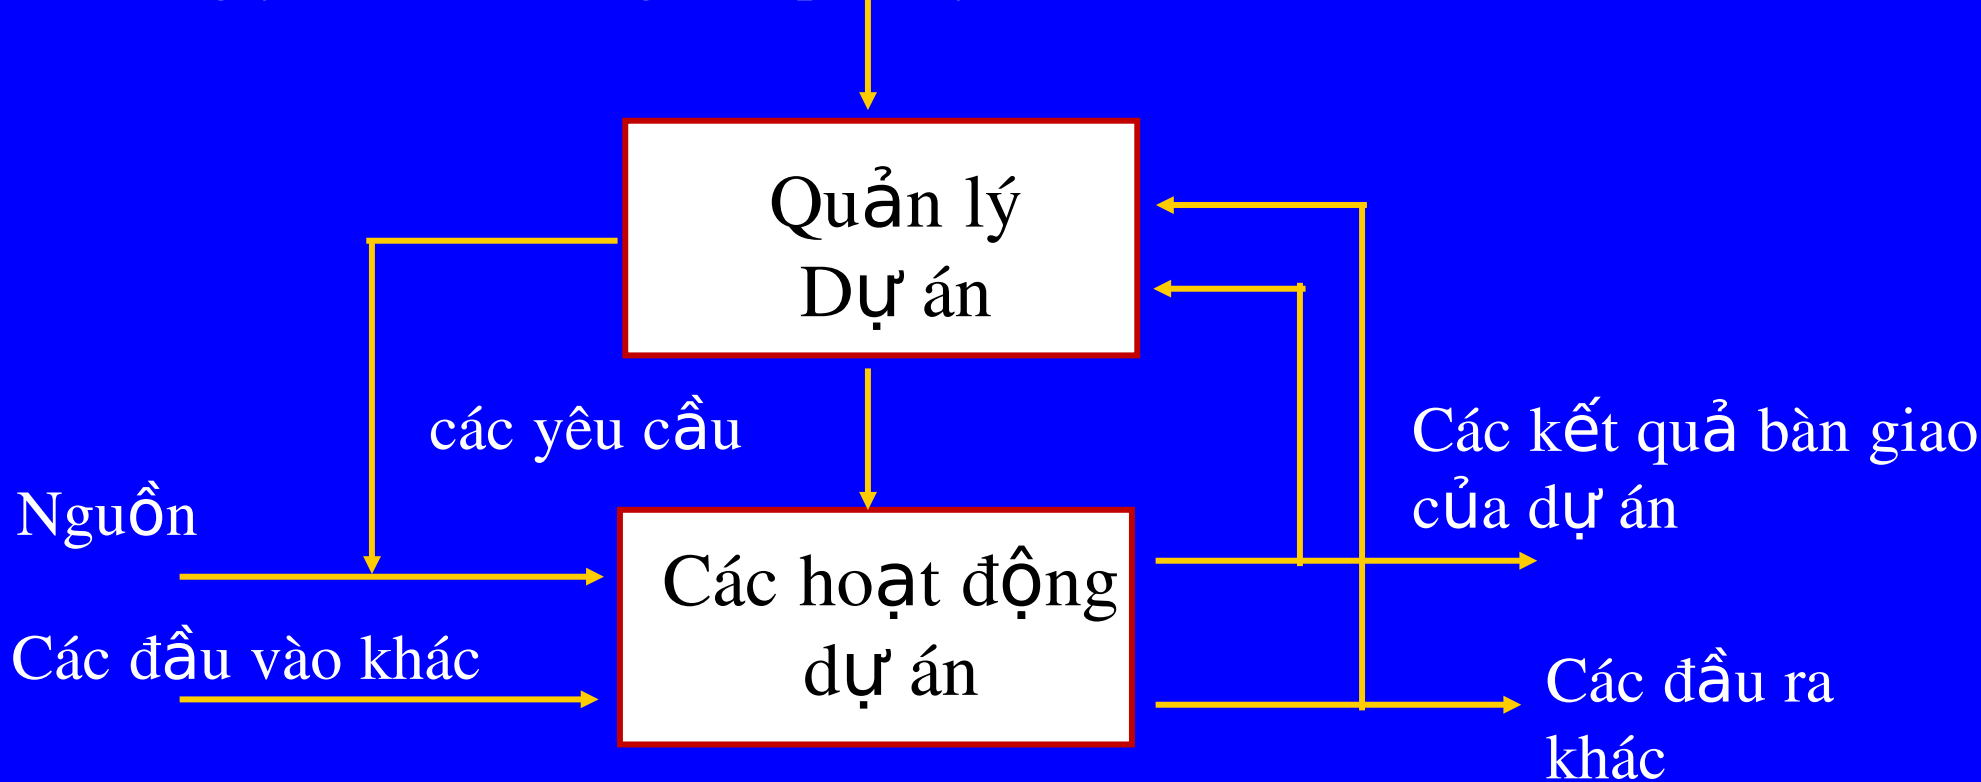 Quản lý
Dự án
các yêu cầu
Các kết quả bàn giao
của dự án
Nguồn
Các hoạt động
dự án
Các đầu vào khác
Các đầu ra
khác